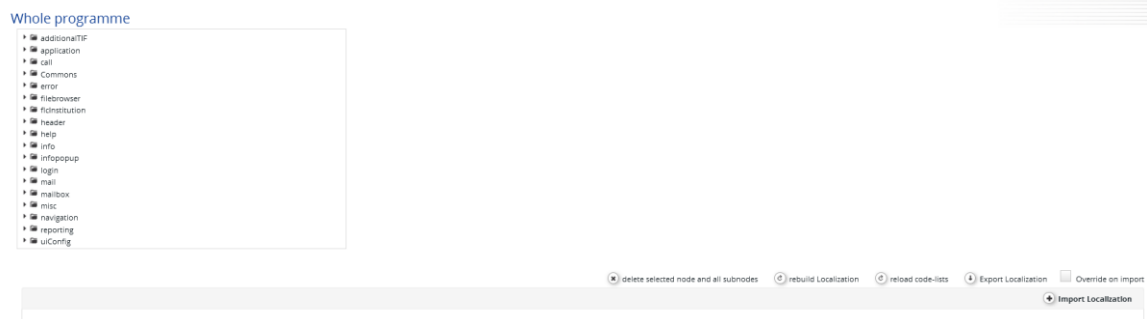 Whole programme
additionalTIF
application
call
Commons
error
filebrowser
flcInstitution
header
help
info
infopopup
login
mail
mailbox
misc
navigation
reporting
uiConfig
delete selected node and all subnodes rebuild Localization reload code-lists Export Localization Override on import
Import Localization